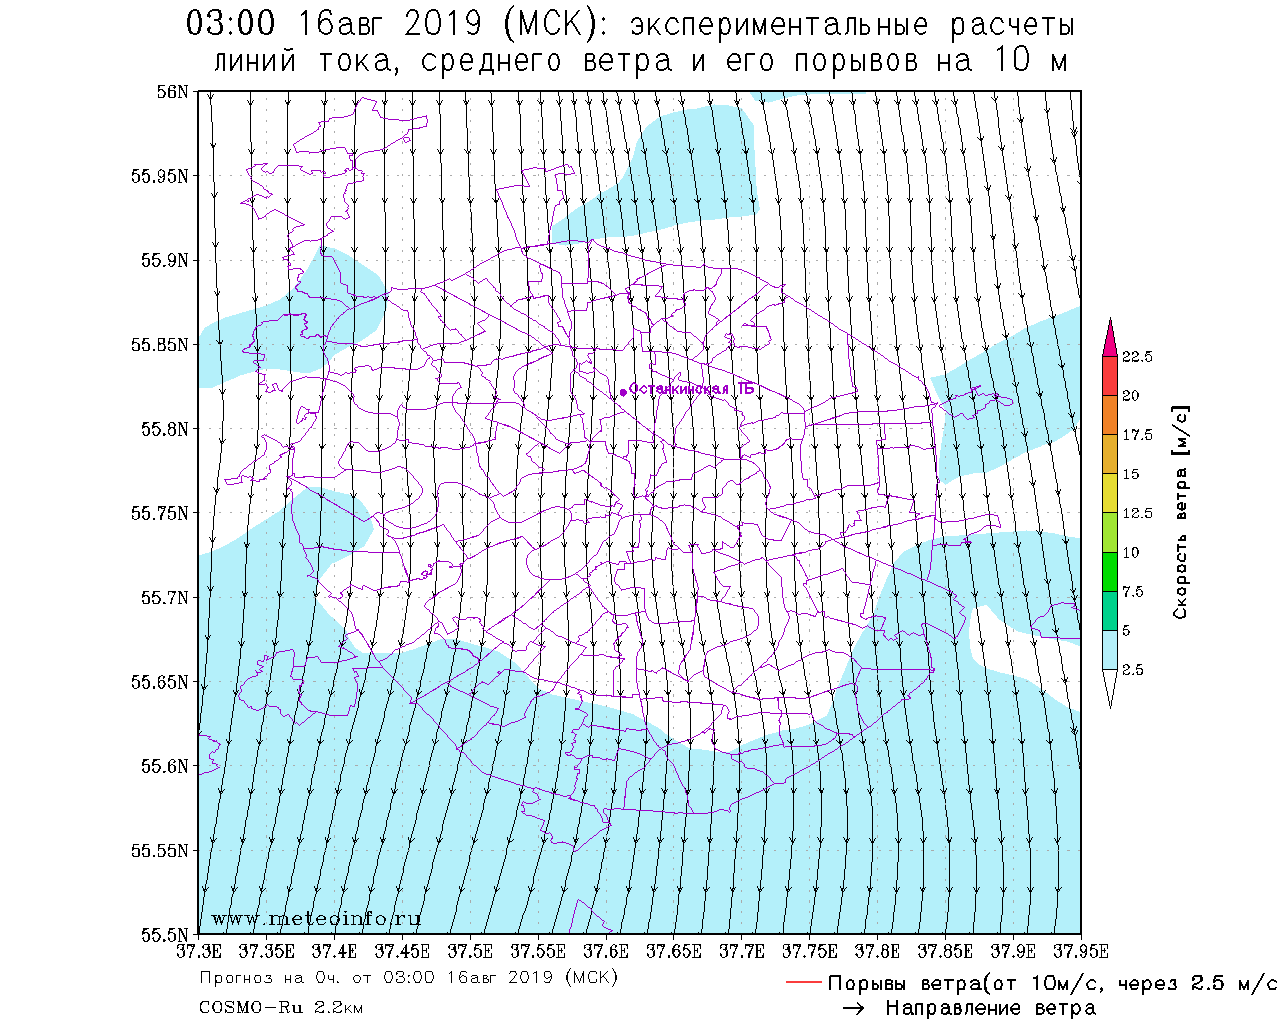 03:00 16авг 2019 (МСК): экспериментальные расчеты
линий тока, среднего ветра и его порывов на 10 м
56N
55.95N
55.9N
55.85N
55.8N
55.75N
55.7N
55.65N
55.6N
55.55N
55.5N
37.3E 37.35E 37.4E 37.45E 37.5E 37.55E 37.6E 37.65E 37.7E 37.75E 37.8E 37.85E 37.9E 37.95E
Останкинская ТБ
www.meteoinfo.ru
22.5
20
17.5
15
12.5
10
7.5
5
2.5
Скорость ветра [м/с]
Прогноз на 0ч. от 03:00 16авг 2019 (МСК)
COSMO-Ru 2.2км
Порывы ветра(от 10м/с, через 2.5 м/с
Направление ветра